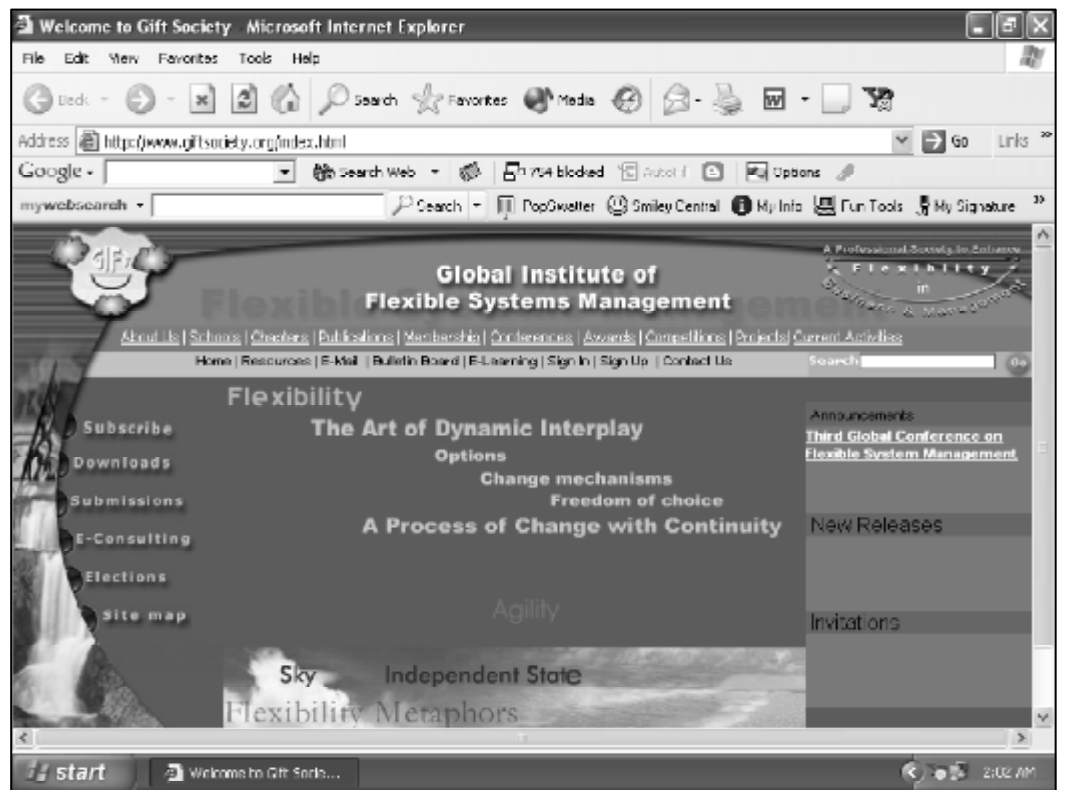 Welcome to Gift Society - Microsoft Internet Explorer
File Edit View Favorites Tools Help
Back Search Favorites Media
Address http://www.giftsociety.org/index.html Go Links »
Google - Search Web 794 blocked AutoFill Options
mywebsearch - Search PopSwatter Smiley Central My Info Fun Tools My Signature »
GIFT
A Professional Society to Enhance
Flexibility
in
Business & Management
Global Institute of
Flexible Systems Management
Flexible Systems Management
About Us | Schools | Chapters | Publications | Membership | Conferences | Awards | Competitions | Projects | Current Activities
Home | Resources | E-Mail | Bulletin Board | E-Learning | Sign In | Sign Up | Contact Us
Search Go
Flexibility
The Art of Dynamic Interplay
Options
Change mechanisms
Freedom of choice
A Process of Change with Continuity
Agility
Subscribe
Downloads
Submissions
E-Consulting
Elections
Site map
Announcements
Third Global Conference on
Flexible System Management
New Releases
Invitations
Sky Independent State
Flexibility Metaphors
start Welcome to Gift Socie... 2:02 AM